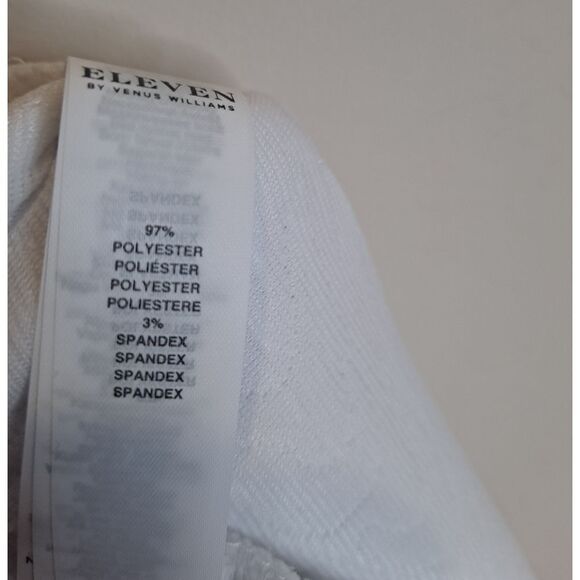 ELEVEN
BY VENUS WILLIAMS
97%
POLYESTER
POLIÉSTER
POLYESTER
POLIESTERE
3%
SPANDEX
SPANDEX
SPANDEX
SPANDEX